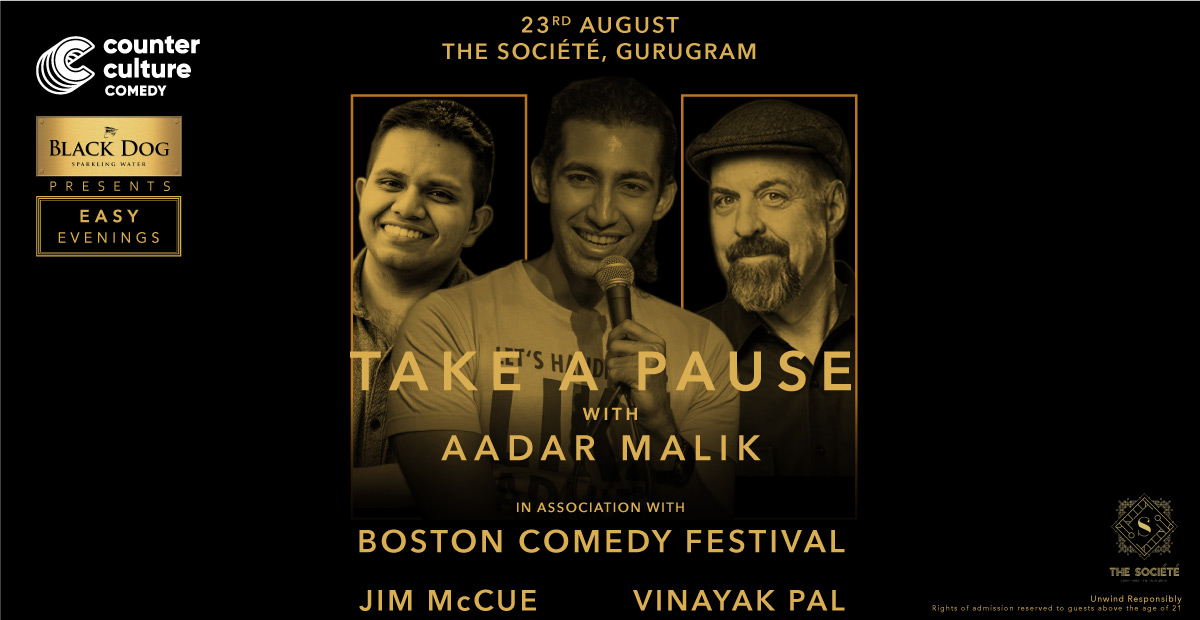 23RD AUGUST
THE SOCIÉTÉ, GURUGRAM
counter
culture
COMEDY
BLACK DOG
SPARKLING WATER
PRESENTS
EASY
EVENINGS
LET'S
TAKE A PAUSE
WITH
AADAR MALIK
IN ASSOCIATION WITH
BOSTON COMEDY FESTIVAL
JIM McCUE
VINAYAK PAL
S
THE SOCIÉTÉ
Unwind Responsibly
Rights of admission reserved to guests above the age of 21